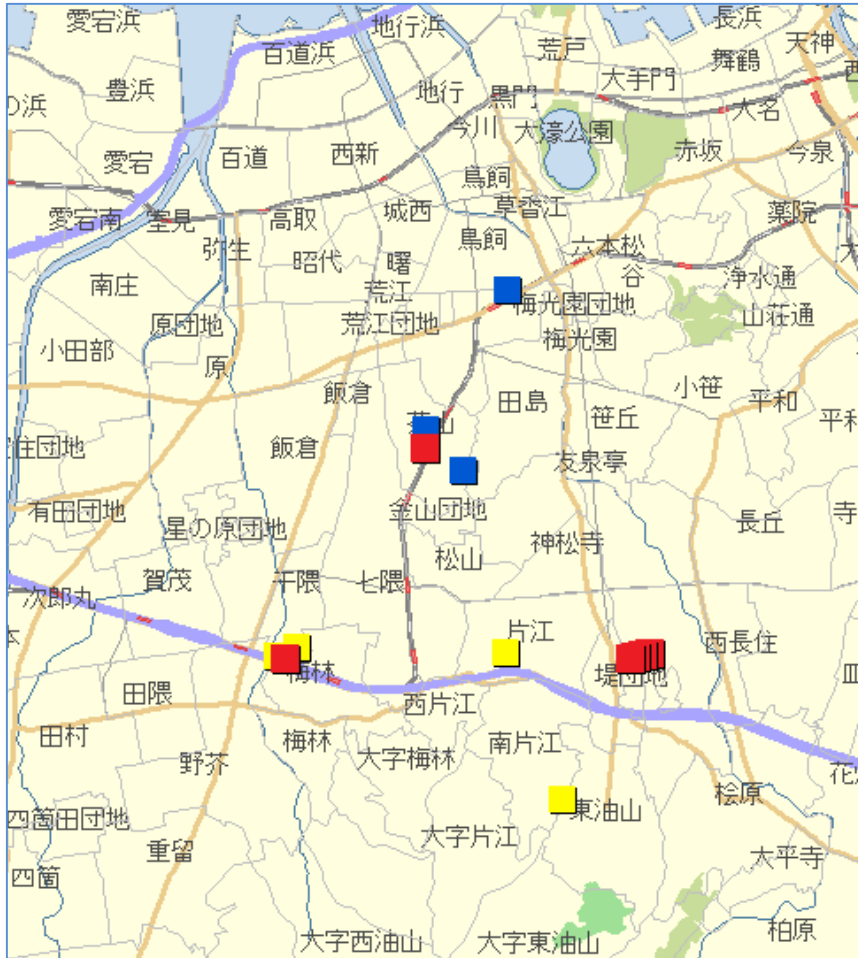 愛宕浜
地行浜
長浜
百道浜
荒戸
天神
舞鶴
西
豊浜
地行
大手門
黒門
の浜
今川
大濠公園
大名
愛宕
百道
西新
赤坂
今泉
鳥飼
愛宕南
室見
高取
城西
草香江
薬院
弥生
鳥飼
六本松
大
昭代
曙
谷
浄水通
南庄
荒江
梅光園団地
山荘通
原団地
荒江団地
梅光園
小田部
原
小笹
飯倉
田島
平和
笹丘
平和
飯倉
友泉亭
住団地
有田団地
星の原団地
金山団地
長丘
寺
神松寺
松山
賀茂
干隈
七隈
次郎丸
片江
西長住
梅林
堤団地
皿
田隈
西片江
田村
梅林
大字梅林
南片江
野芥
花
桧原
東油山
四箇田団地
大字片江
重留
大平寺
四箇
柏原
大字西油山
大字東油山